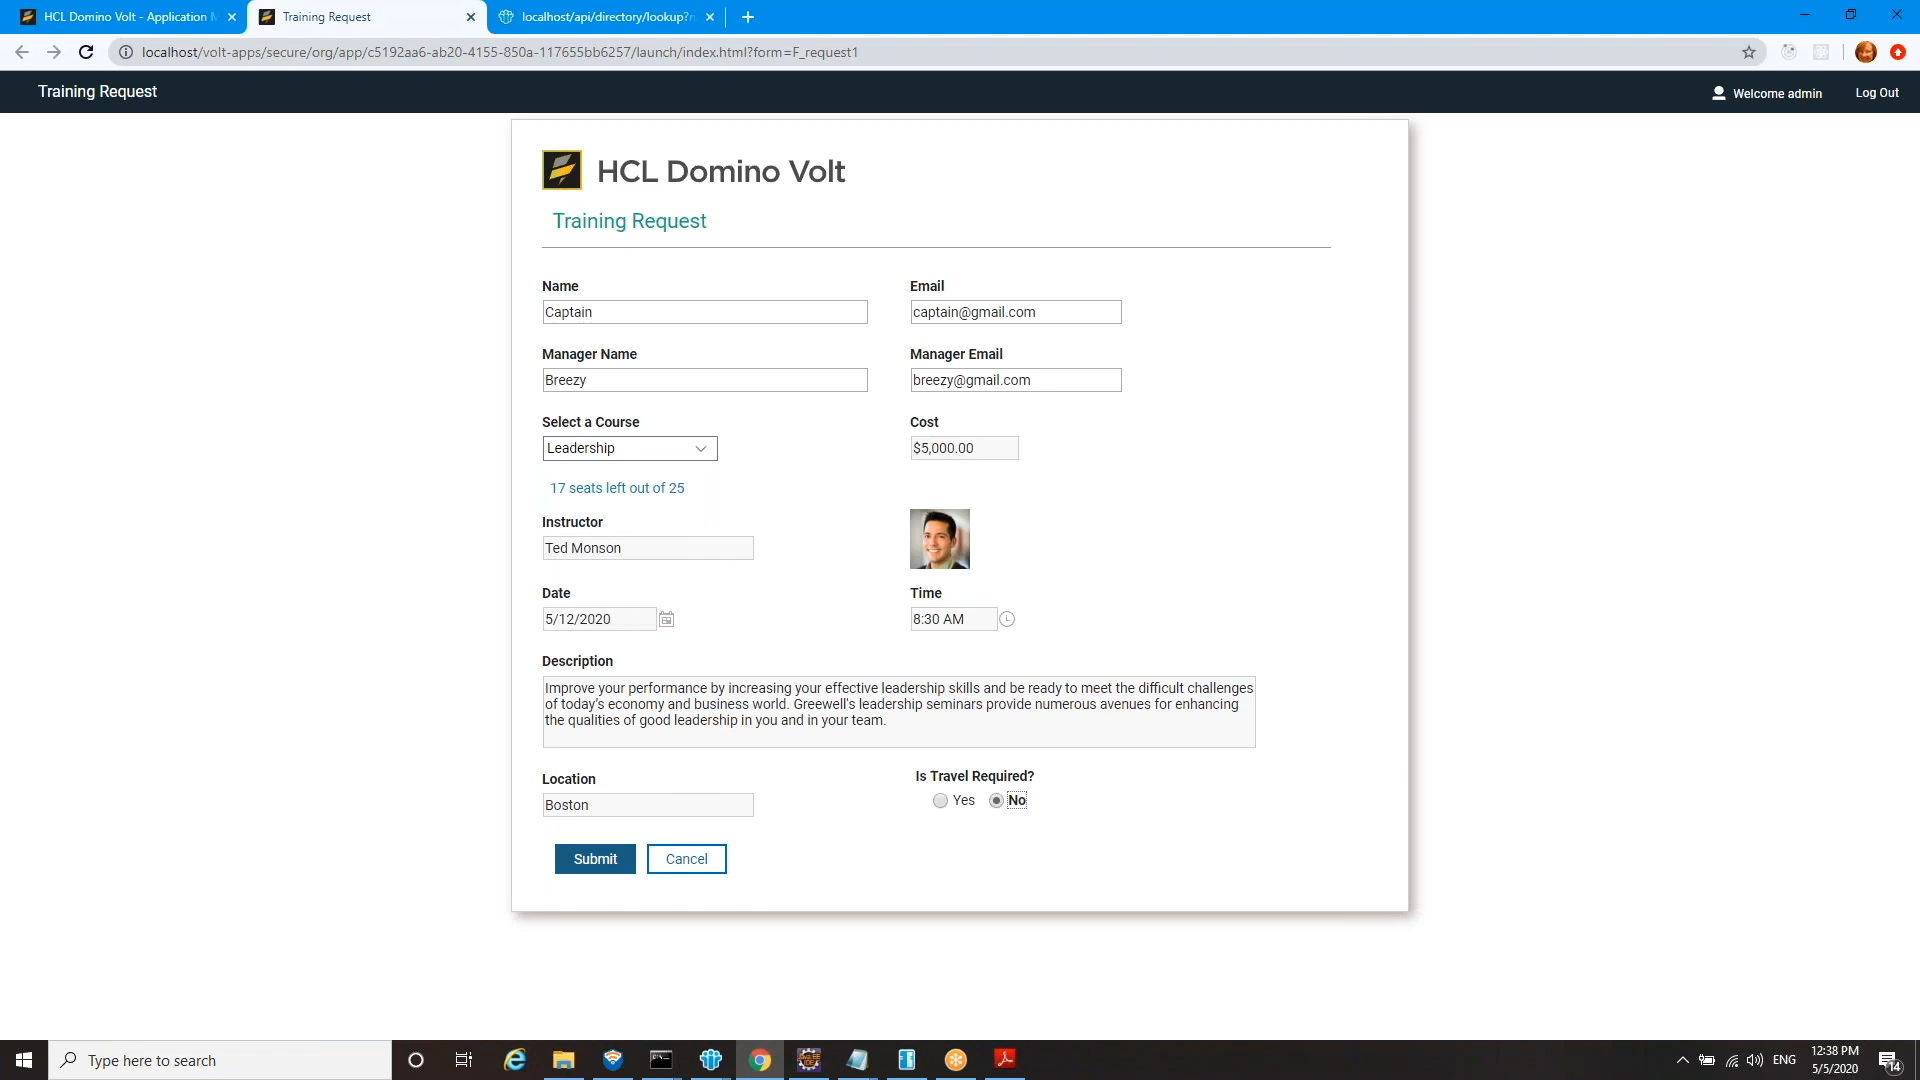 HCL Domino Volt - Application M
Training Request
localhost/api/directory/lookup?n
localhost/volt-apps/secure/org/app/c5192aa6-ab20-4155-850a-117655bb6257/launch/index.html?form=F_request1
Training Request
Welcome admin
Log Out
HCL Domino Volt
Training Request
Name
Email
Captain
captain@gmail.com
Manager Name
Manager Email
Breezy
breezy@gmail.com
Select a Course
Cost
Leadership
$5,000.00
17 seats left out of 25
Instructor
Ted Monson
Date
Time
5/12/2020
8:30 AM
Description
Improve your performance by increasing your effective leadership skills and be ready to meet the difficult challenges
of today's economy and business world. Greewell's leadership seminars provide numerous avenues for enhancing
the qualities of good leadership in you and in your team.
Location
Is Travel Required?
Boston
Yes
No
Submit
Cancel
Type here to search
ENG
12:38 PM
5/5/2020
14